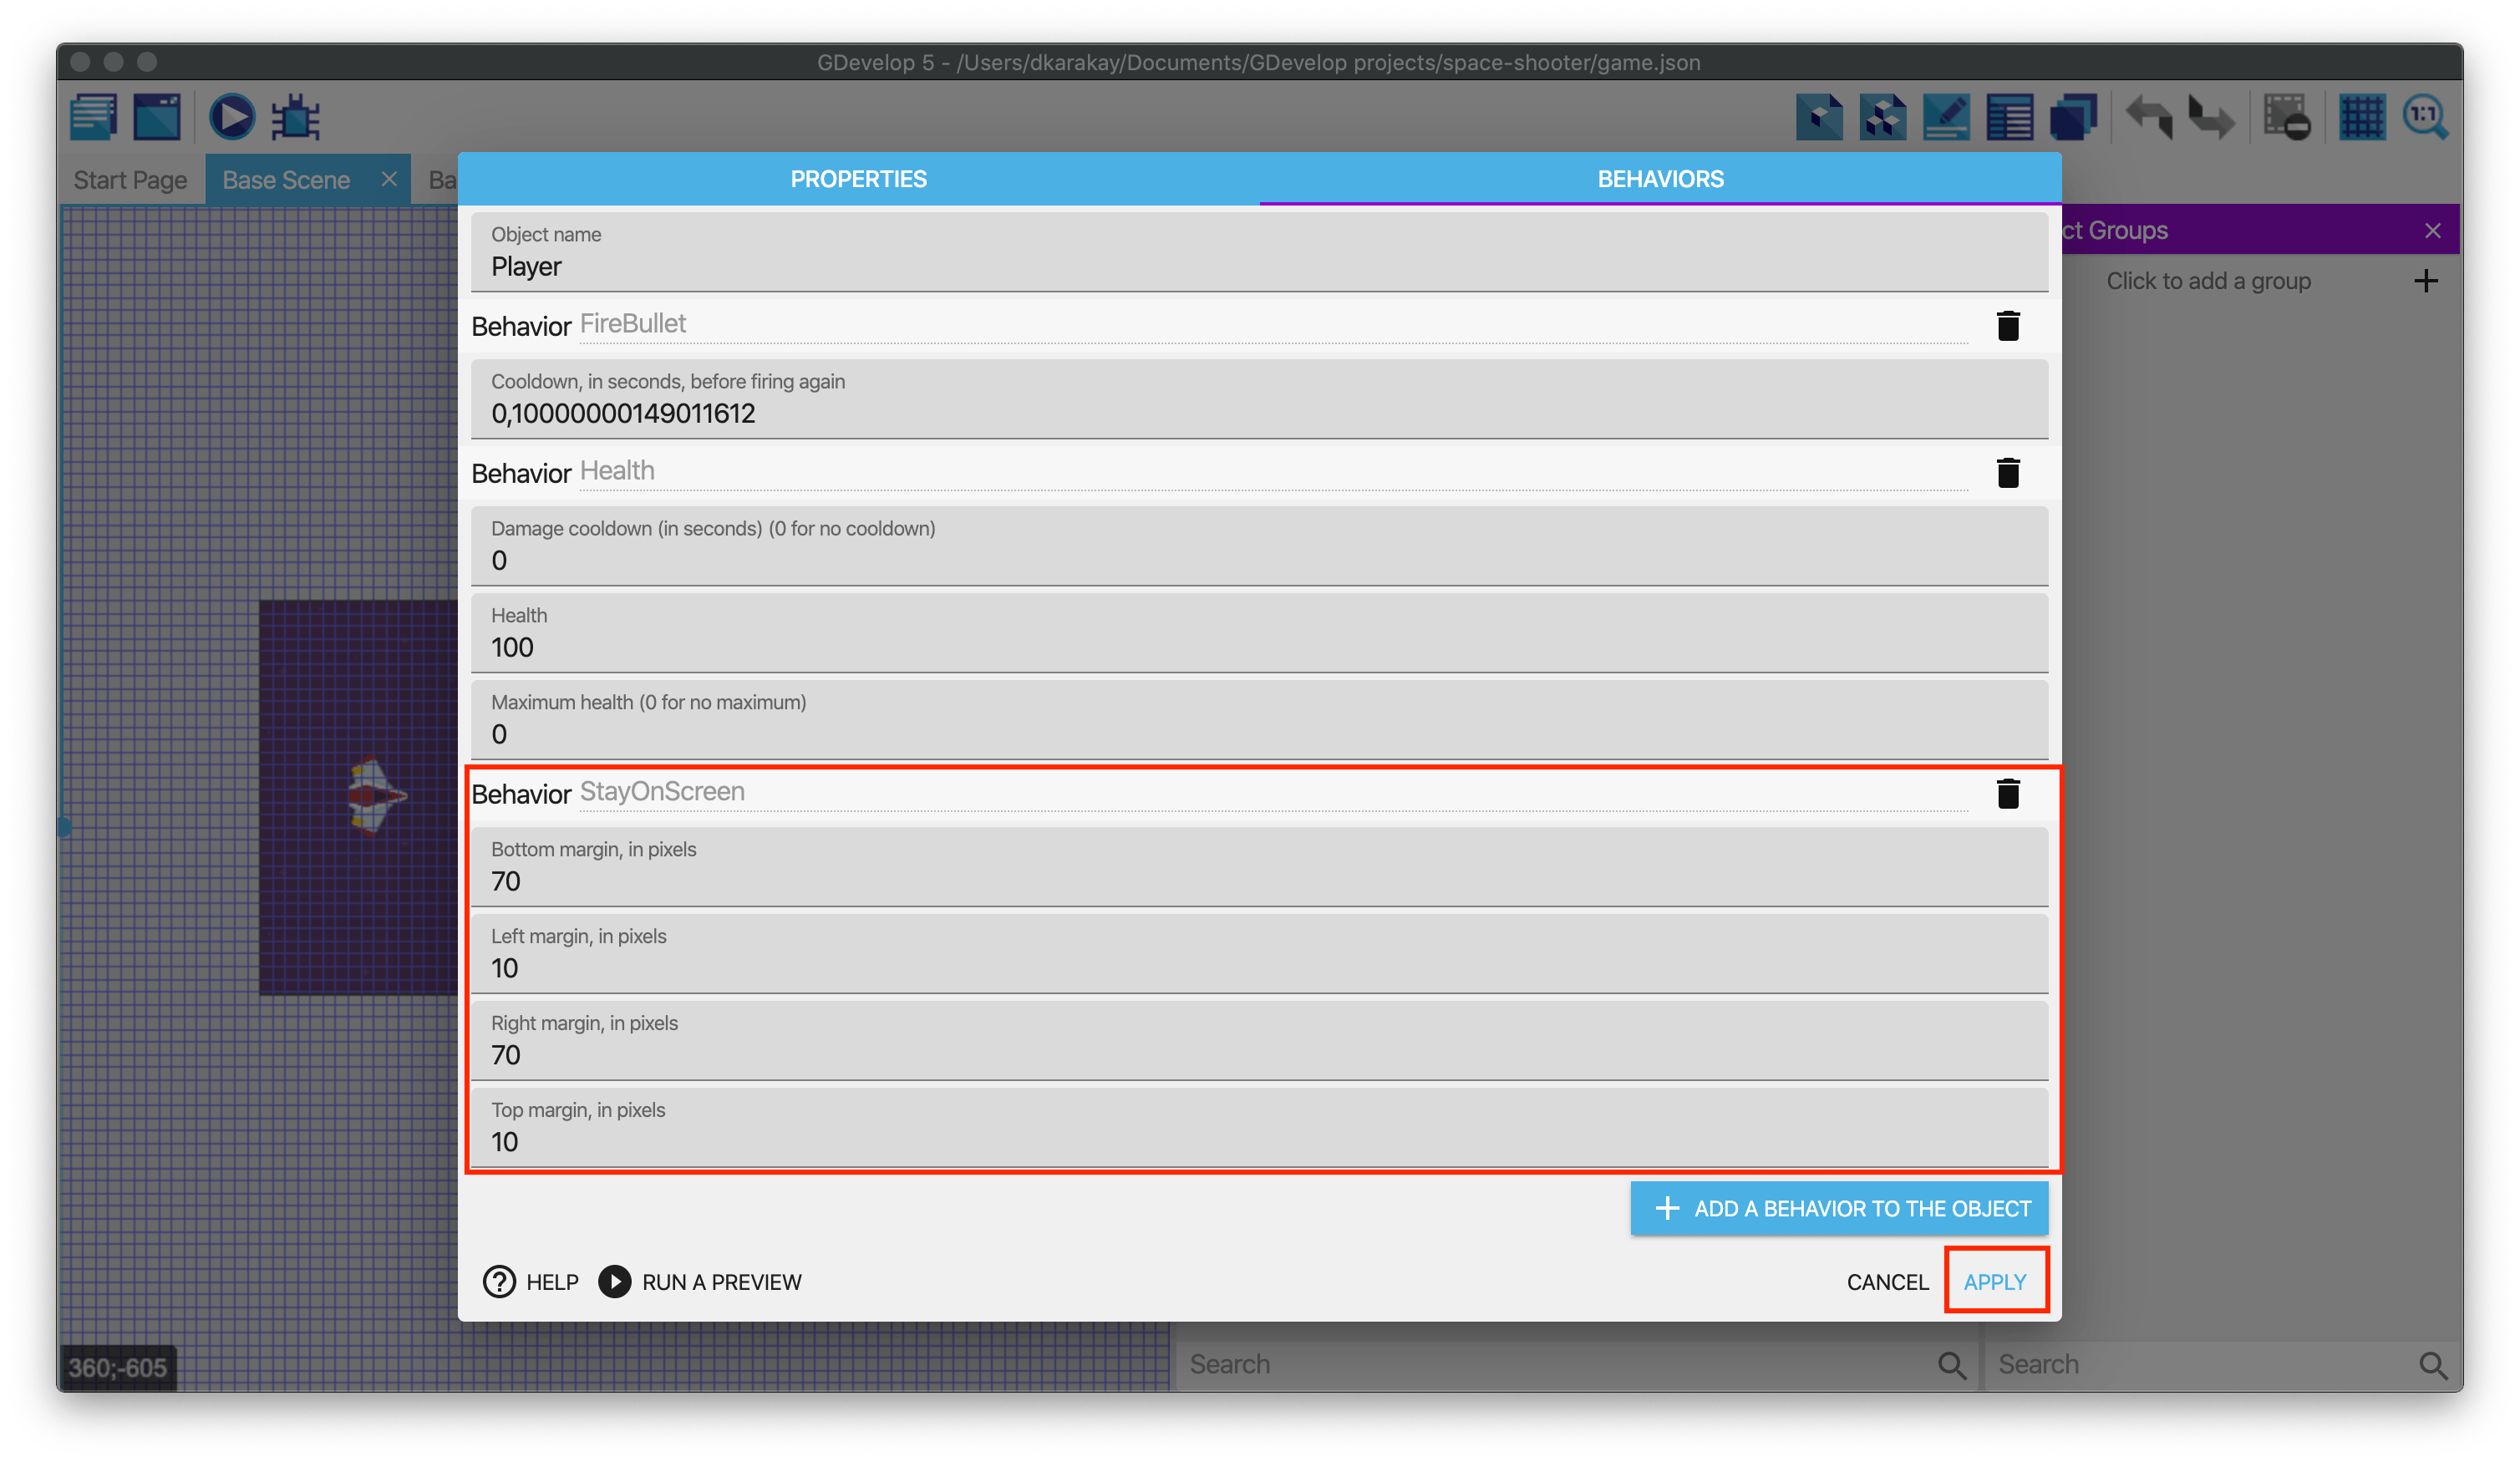 GDevelop 5 - /Users/dkarakay/Documents/GDevelop projects/space-shooter/game.json
1:1
Start Page
Base Scene
Ba
PROPERTIES
BEHAVIORS
ct Groups
Click to add a group
Object name
Player
Behavior FireBullet
Cooldown, in seconds, before firing again
0,10000000149011612
Behavior Health
Damage cooldown (in seconds) (0 for no cooldown)
0
Health
100
Maximum health (0 for no maximum)
0
Behavior StayOnScreen
Bottom margin, in pixels
70
Left margin, in pixels
10
Right margin, in pixels
70
Top margin, in pixels
10
ADD A BEHAVIOR TO THE OBJECT
HELP
RUN A PREVIEW
CANCEL
APPLY
360;-605
Search
Search